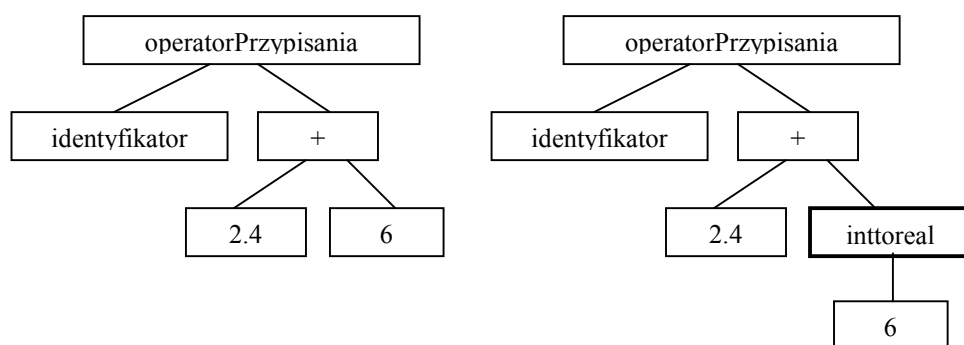 operatorPrzypisania
identyfikator
+
2.4
6
operatorPrzypisania
identyfikator
+
2.4
inttoreal
6